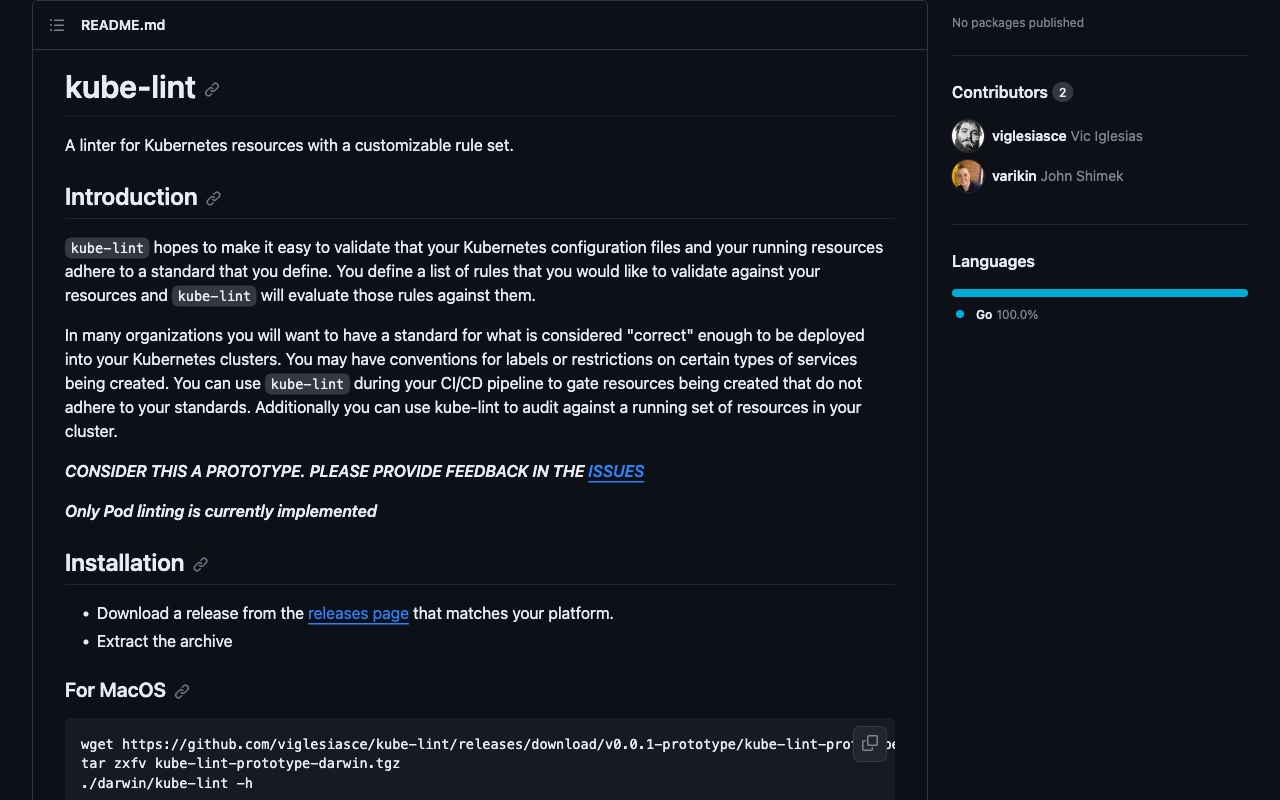 README.md
kube-lint
A linter for Kubernetes resources with a customizable rule set.
Introduction
kube-lint hopes to make it easy to validate that your Kubernetes configuration files and your running resources
adhere to a standard that you define. You define a list of rules that you would like to validate against your
resources and kube-lint will evaluate those rules against them.
In many organizations you will want to have a standard for what is considered "correct" enough to be deployed
into your Kubernetes clusters. You may have conventions for labels or restrictions on certain types of services
being created. You can use kube-lint during your CI/CD pipeline to gate resources being created that do not
adhere to your standards. Additionally you can use kube-lint to audit against a running set of resources in your
cluster.
CONSIDER THIS A PROTOTYPE. PLEASE PROVIDE FEEDBACK IN THE ISSUES
Only Pod linting is currently implemented
Installation
• Download a release from the releases page that matches your platform.
• Extract the archive
For MacOS
wget https://github.com/viglesiasce/kube-lint/releases/download/v0.0.1-prototype/kube-lint-pro
tar zxfv kube-lint-prototype-darwin.tgz
./darwin/kube-lint -h
No packages published
Contributors 2
viglesiasce Vic Iglesias
varikin John Shimek
Languages
Go 100.0%